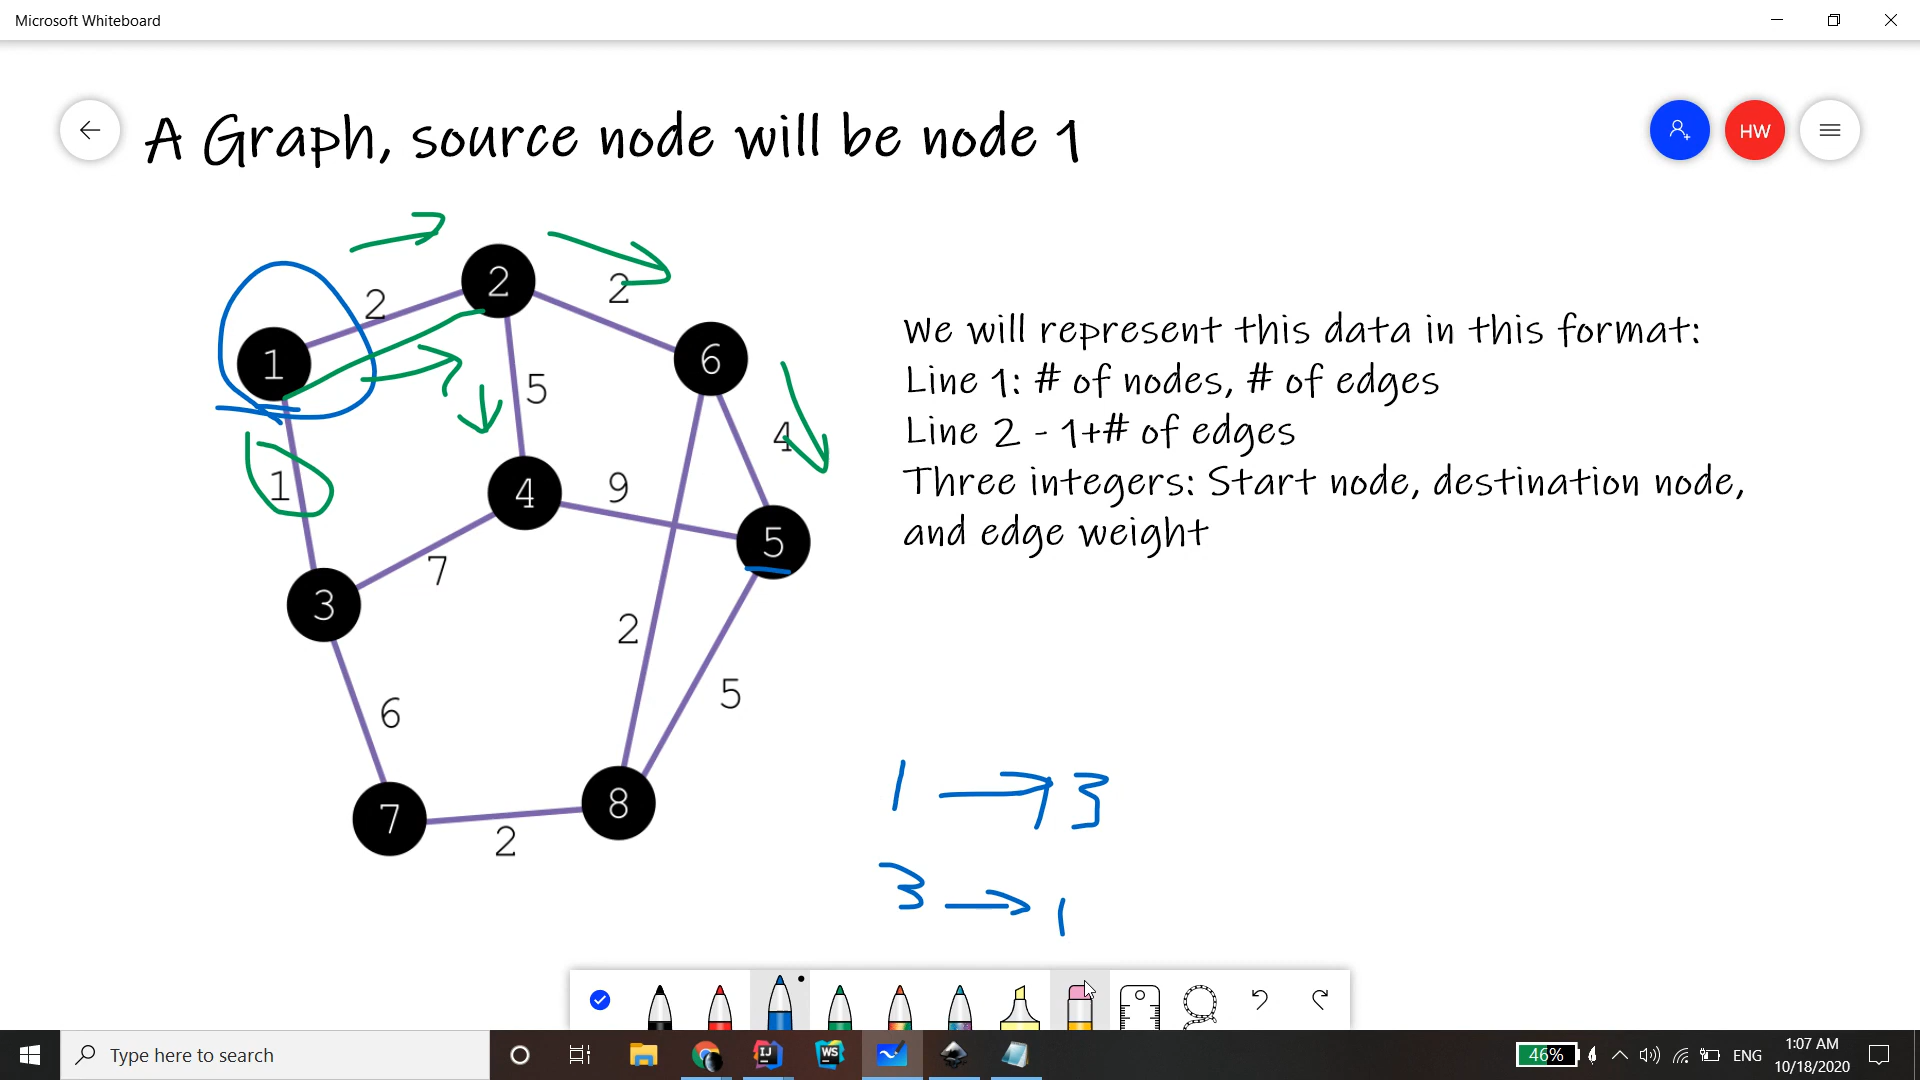 Microsoft Whiteboard
A Graph, source node will be node 1
HW
2
2
2
1
6
5
4
1
We will represent this data in this format:
Line 1: # of nodes, # of edges
Line 2 - 1+# of edges
Three integers: Start node, destination node,
and edge weight
4
9
5
7
3
2
6
5
7
2
8
1 → 3
3 → 1
Type here to search
IJ
WS
46%
ENG
1:07 AM
10/18/2020